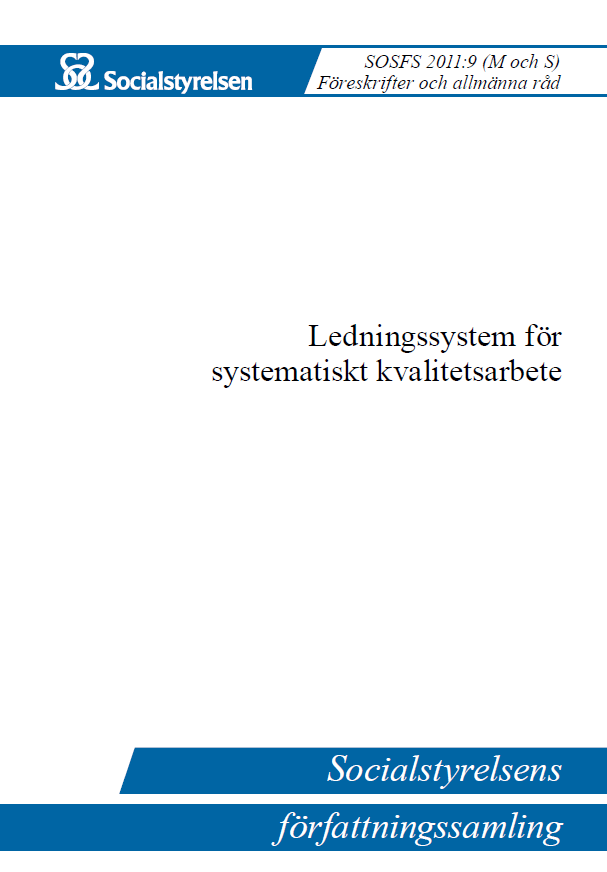 Socialstyrelsen
SOSFS 2011:9 (M och S)
Föreskrifter och allmänna råd
Ledningssystem för
systematiskt kvalitetsarbete
Socialstyrelsens
författningssamling